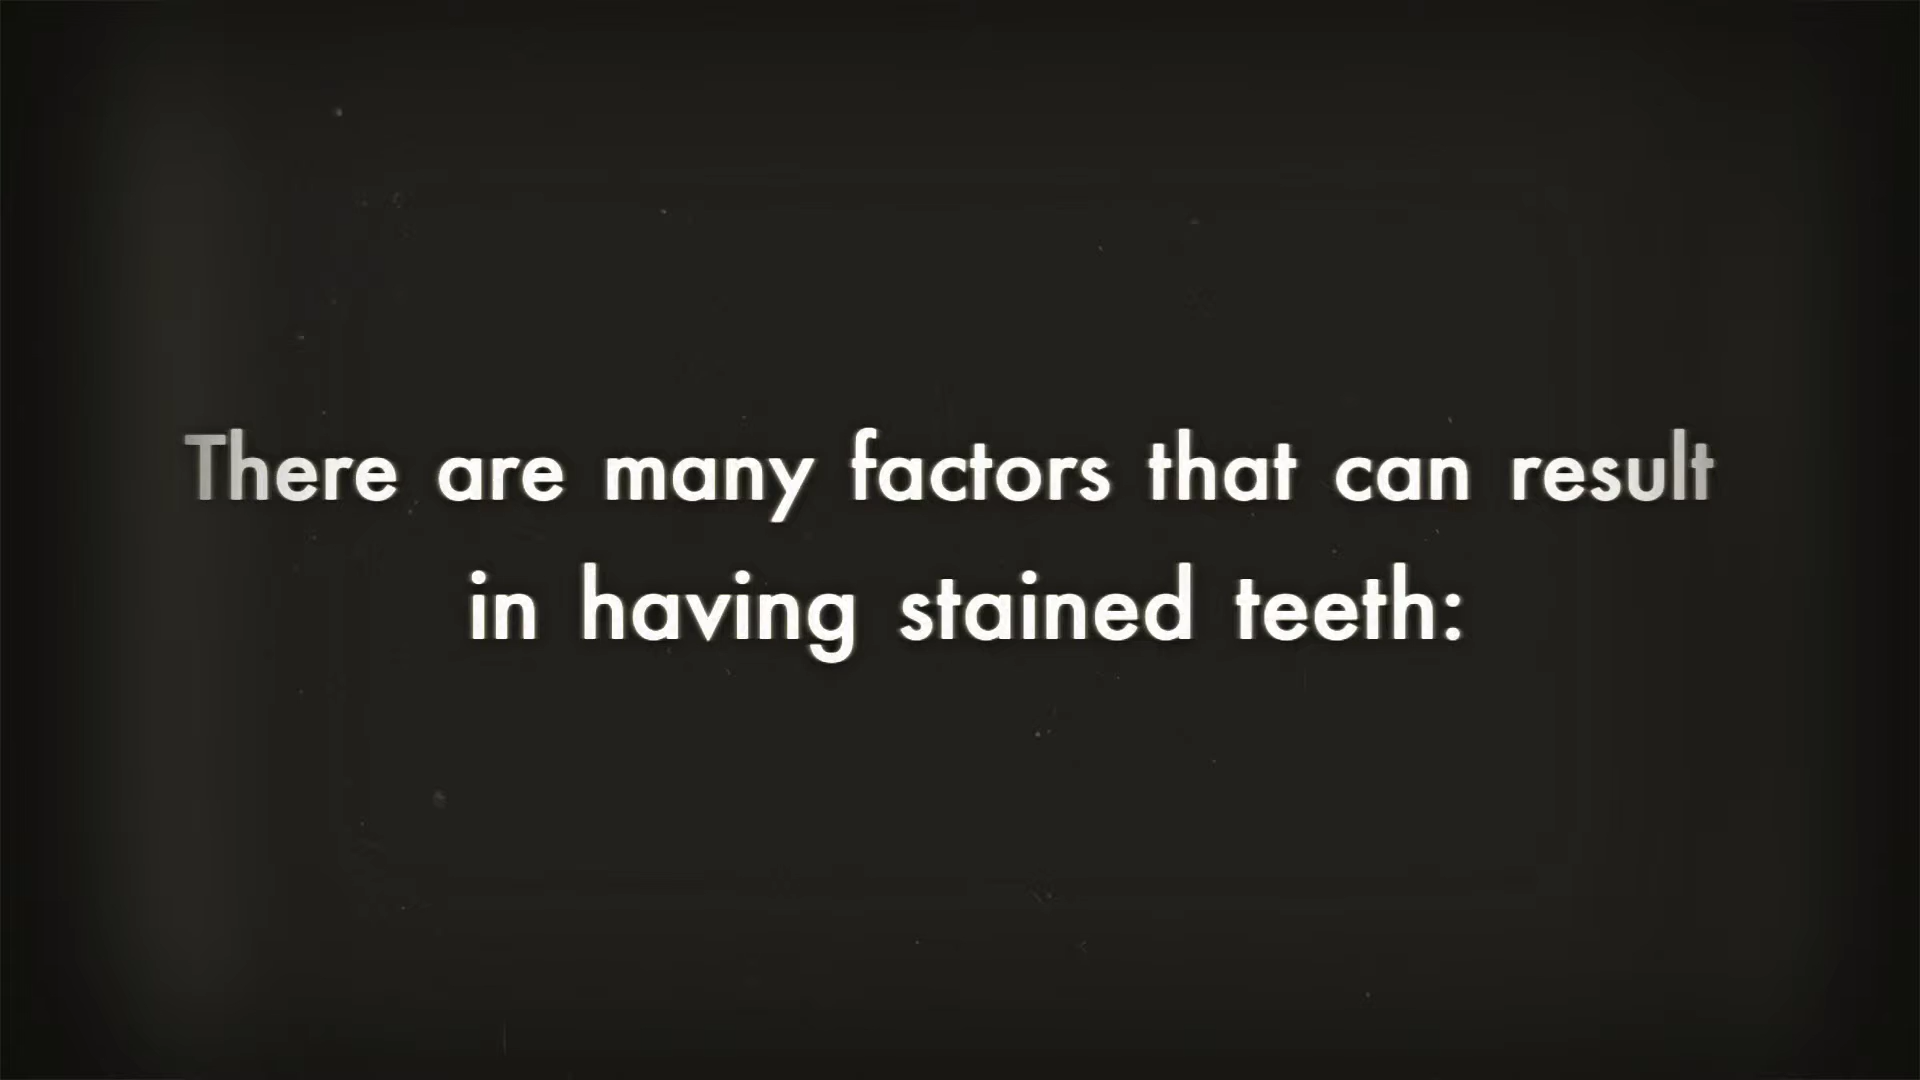 There are many factors that can result
in having stained teeth: